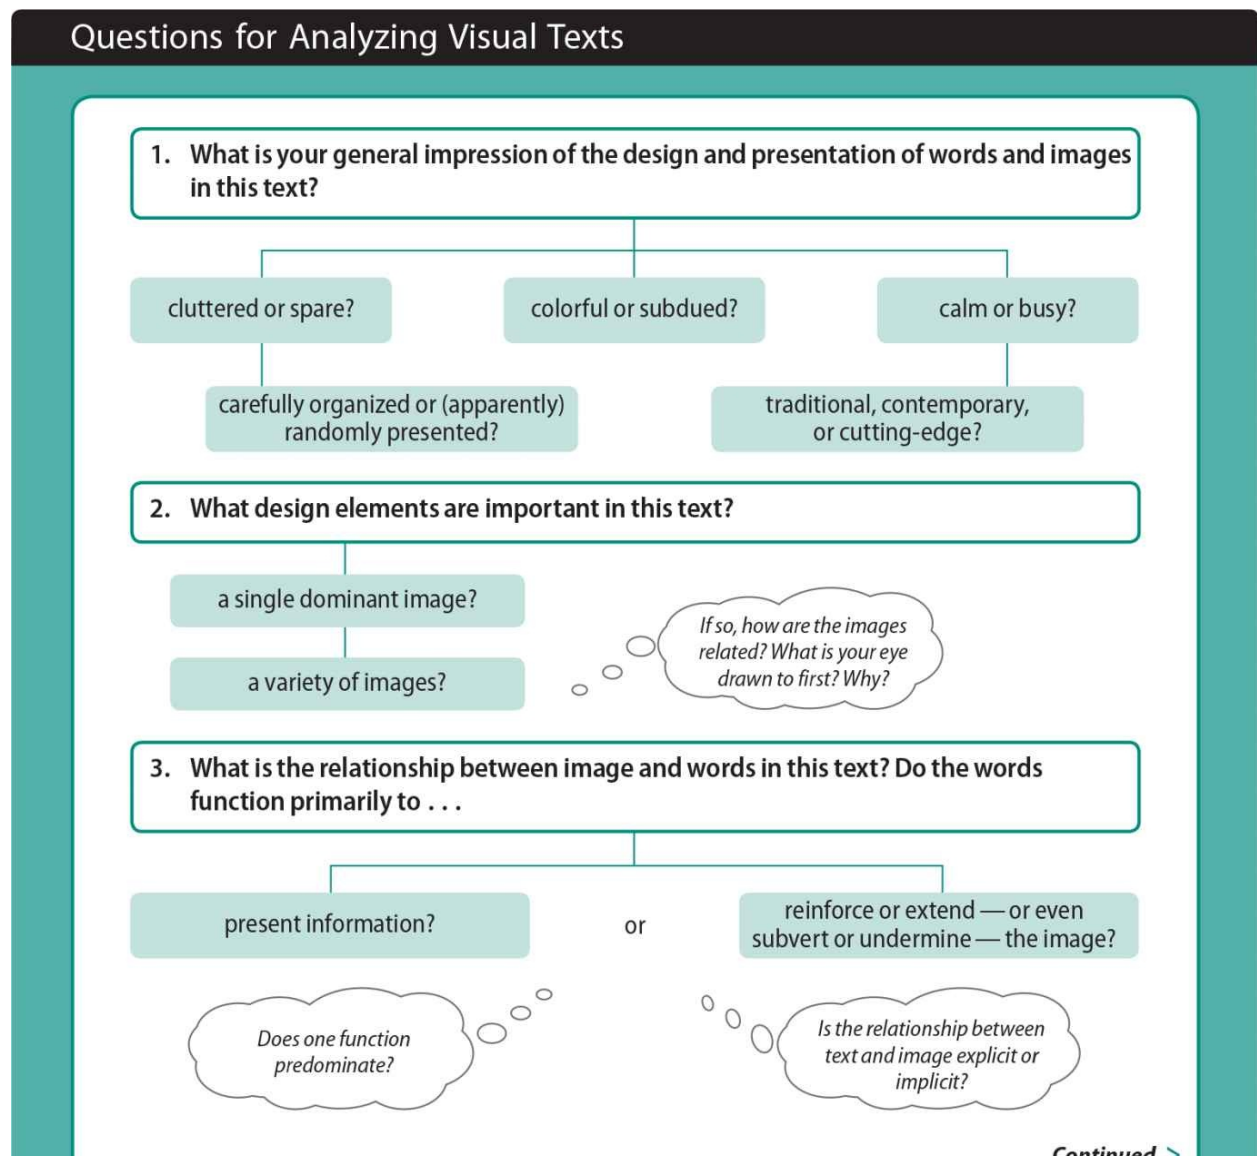 Questions for Analyzing Visual Texts
1. What is your general impression of the design and presentation of words and images
in this text?
cluttered or spare?
colorful or subdued?
calm or busy?
carefully organized or (apparently)
randomly presented?
traditional, contemporary,
or cutting-edge?
2. What design elements are important in this text?
a single dominant image?
a variety of images?
If so, how are the images
related? What is your eye
drawn to first? Why?
3. What is the relationship between image and words in this text? Do the words
function primarily to . . .
present information?
or
reinforce or extend — or even
subvert or undermine — the image?
Does one function
predominate?
Is the relationship between
text and image explicit or
implicit?
Continued >